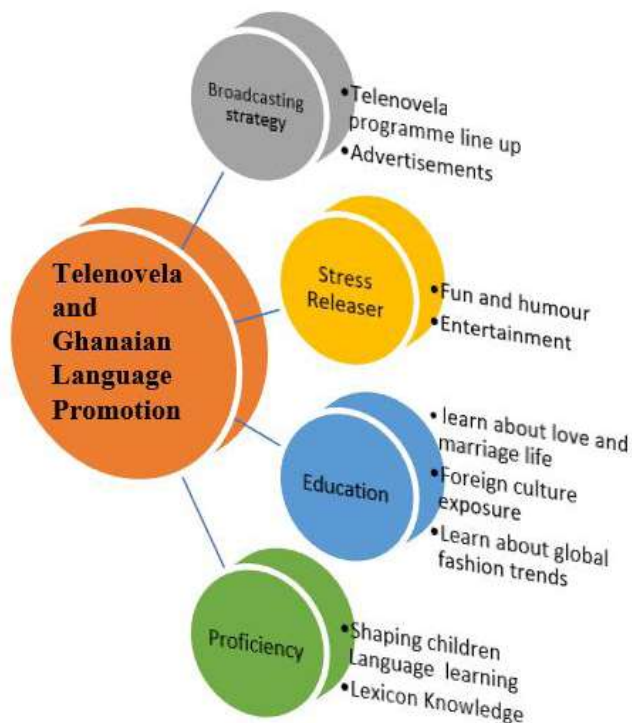 Broadcasting
strategy
•Telenovela
programme line up
•Advertisements
Telenovela
and
Ghanaian
Language
Promotion
Stress
Releaser
•Fun and humour
•Entertainment
Education
• learn about love and
marriage life
•Foreign culture
exposure
•Learn about global
fashion trends
Proficiency
•Shaping children
Language learning
•Lexicon Knowledge